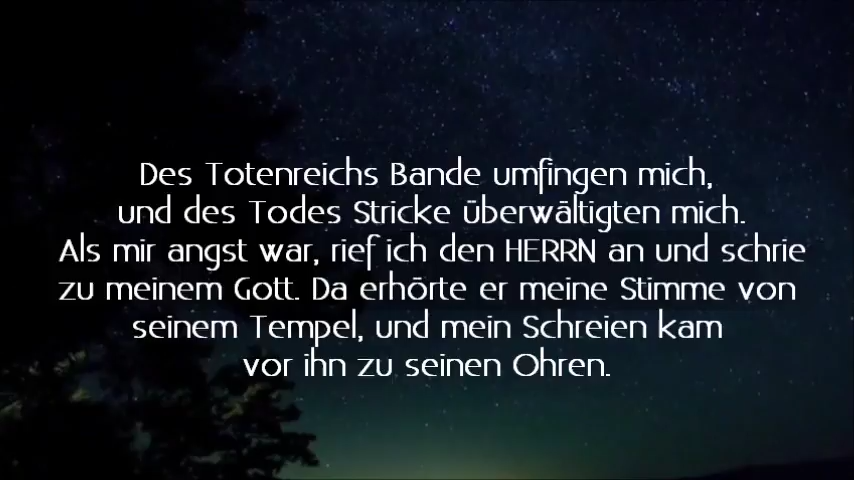 Des Totenreichs Bande umfingen mich,
und des Todes Stricke überwältigten mich.
Als mir angst war, rief ich den HERRN an und schrie
zu meinem Gott. Da erhörte er meine Stimme von
seinem Tempel, und mein Schreien kam
vor ihn zu seinen Ohren.